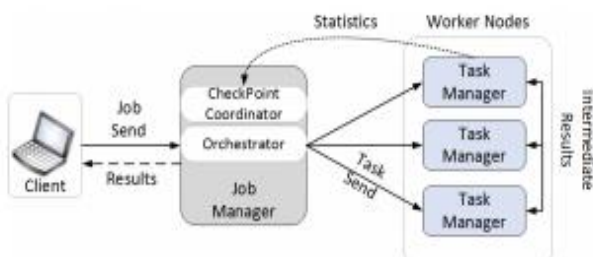 Statistics
Worker Nodes
CheckPoint
Coordinator
Orchestrator
Job
Manager
Job
Send
Results
Client
Task
Send
Task
Manager
Task
Manager
Task
Manager
Intermediate
Results